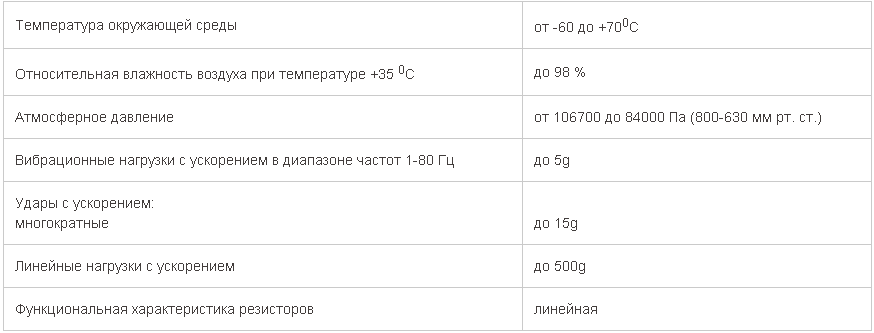 Температура окружающей среды
от -60 до +70⁰С
Относительная влажность воздуха при температуре +35 ⁰С
до 98 %
Атмосферное давление
от 106700 до 84000 Па (800-630 мм рт. ст.)
Вибрационные нагрузки с ускорением в диапазоне частот 1-80 Гц
до 5g
Удары с ускорением:
многократные
до 15g
Линейные нагрузки с ускорением
до 500g
Функциональная характеристика резисторов
линейная